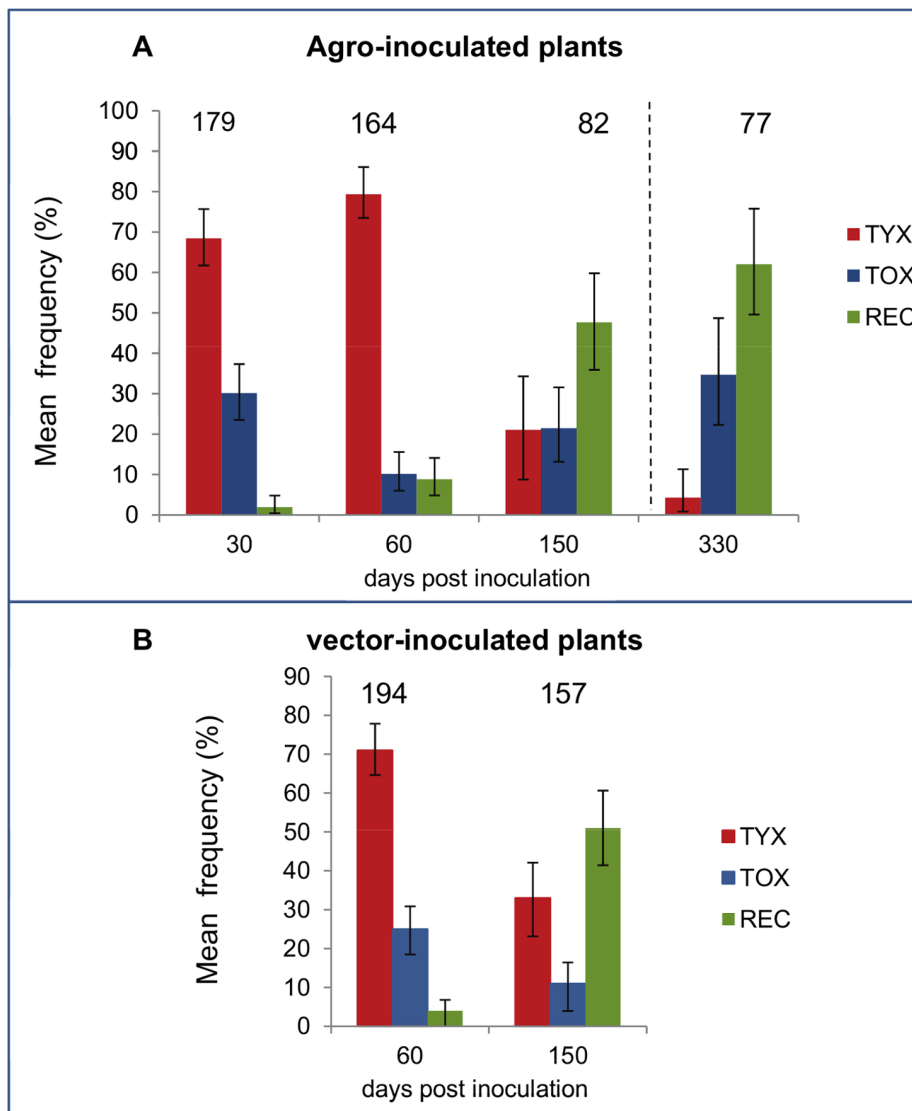 A Agro-inoculated plants
179 164 82 77
100
90
80
70
60
50
40
30
20
10
0
Mean frequency (%)
30 60 150 330
days post inoculation
TYX
TOX
REC
B vector-inoculated plants
194 157
90
80
70
60
50
40
30
20
10
0
Mean frequency (%)
60 150
days post inoculation
TYX
TOX
REC